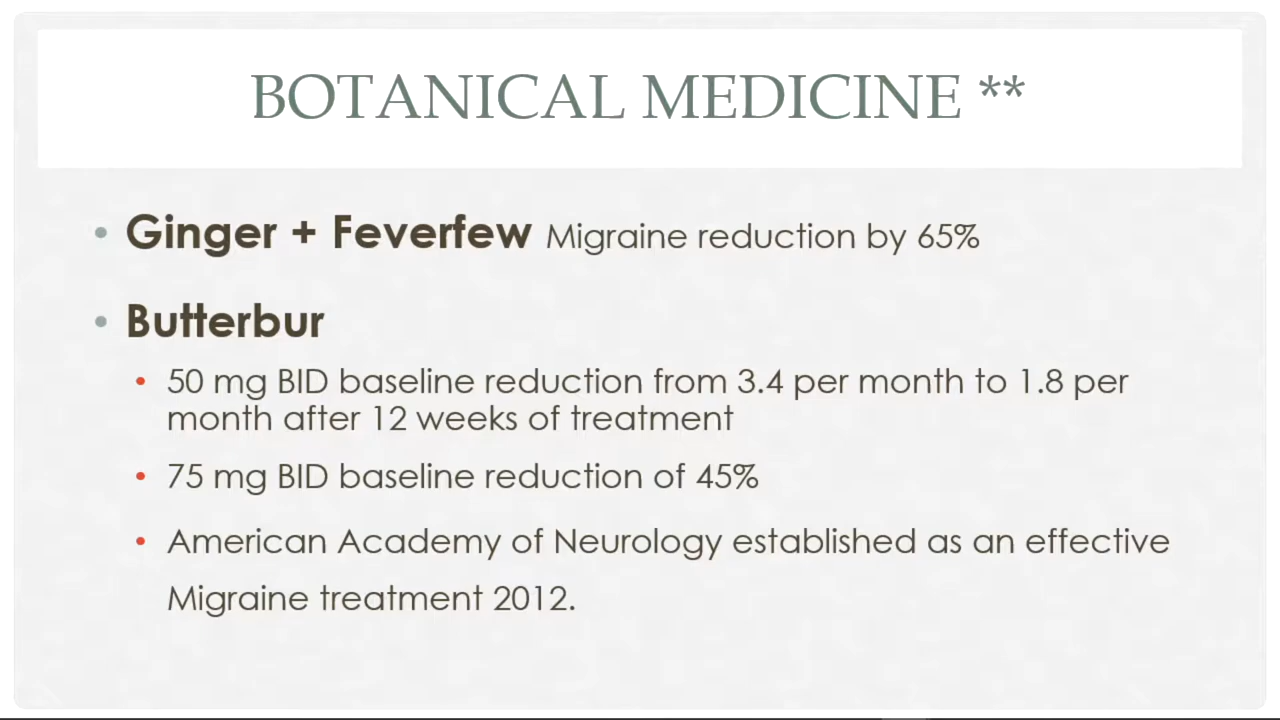 BOTANICAL MEDICINE **
• Ginger + Feverfew Migraine reduction by 65%
• Butterbur
• 50 mg BID baseline reduction from 3.4 per month to 1.8 per
month after 12 weeks of treatment
• 75 mg BID baseline reduction of 45%
• American Academy of Neurology established as an effective
Migraine treatment 2012.